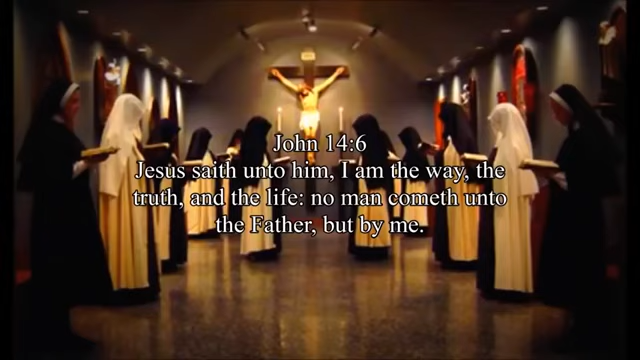 John 14:6
Jesus saith unto him, I am the way, the
truth, and the life: no man cometh unto
the Father, but by me.